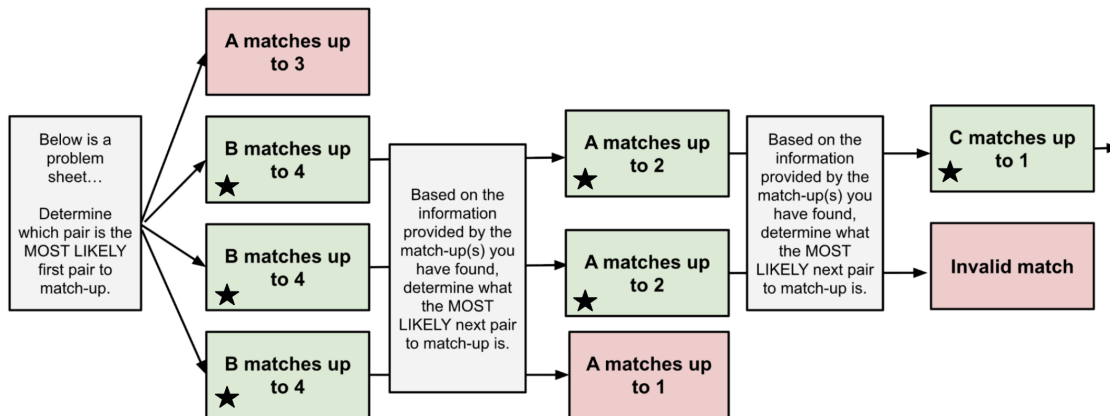 Below is a
problem
sheet…
Determine
which pair is the
MOST LIKELY
first pair to
match-up.
A matches up
to 3
B matches up
to 4
B matches up
to 4
B matches up
to 4
Based on the
information
provided by the
match-up(s) you
have found,
determine what
the MOST
LIKELY next pair
to match-up is.
A matches up
to 2
A matches up
to 2
A matches up
to 1
Based on the
information
provided by the
match-up(s) you
have found,
determine what
the MOST
LIKELY next pair
to match-up is.
C matches up
to 1
Invalid match